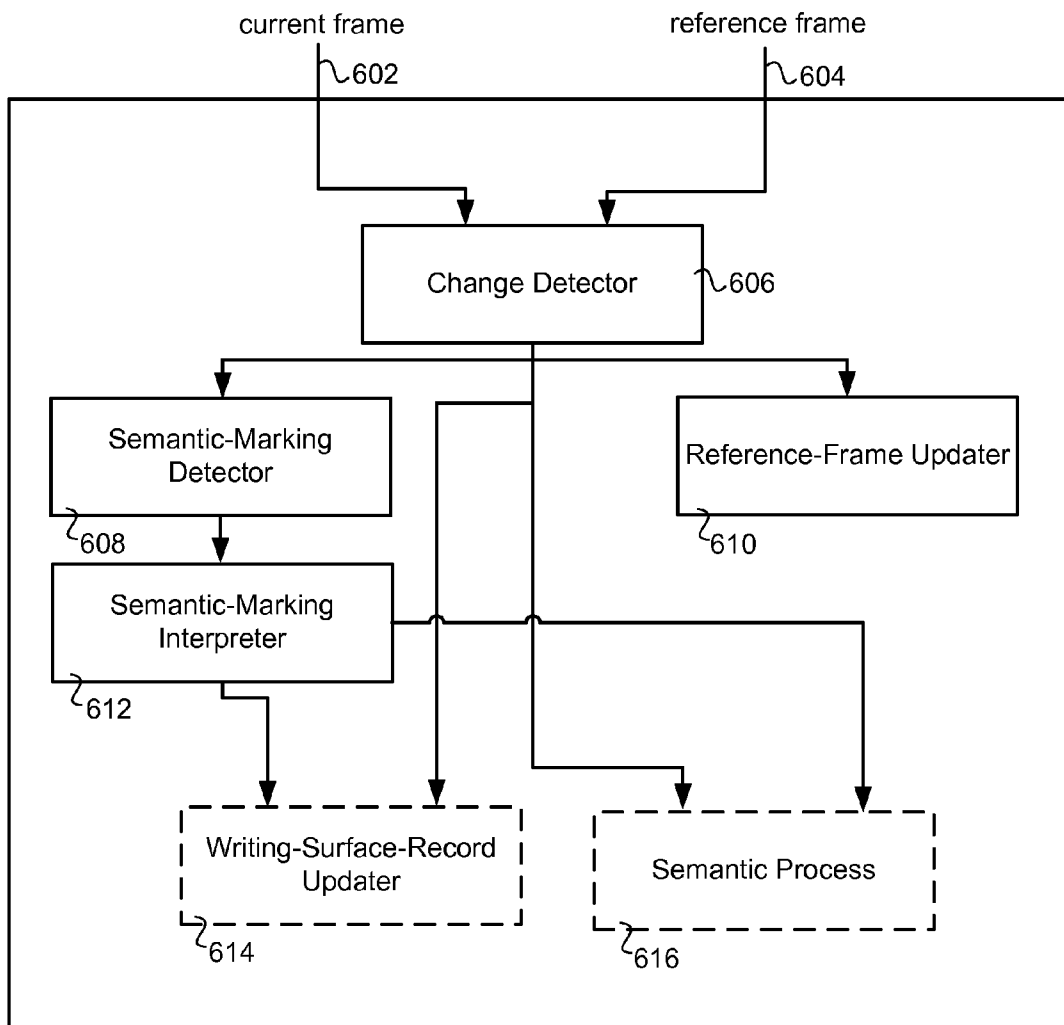 current frame
reference frame
602
604
Change Detector
606
Semantic-Marking
Detector
608
Reference-Frame Updater
610
Semantic-Marking
Interpreter
612
Writing-Surface-Record
Updater
614
Semantic Process
616